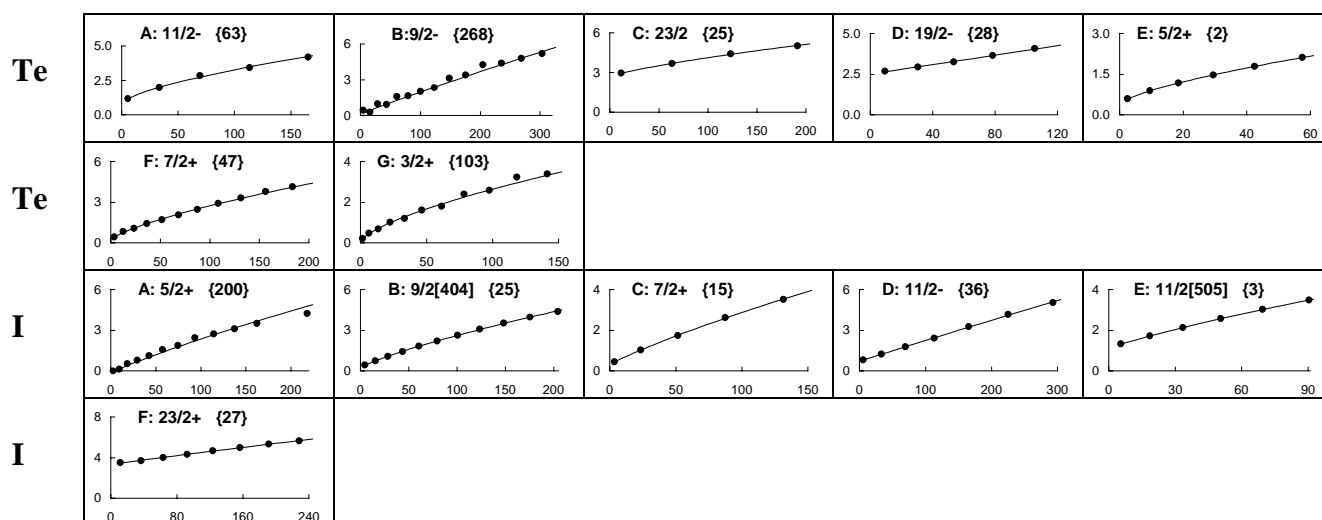 Te
A: 11/2- {63}
5.0
2.5
0.0
0 50 100 150
B:9/2- {268}
6
3
0
0 100 200 300
C: 23/2 {25}
6
3
0
0 50 100 150 200
D: 19/2- {28}
5.0
2.5
0.0
0 40 80 120
E: 5/2+ {2}
3.0
1.5
0.0
0 20 40 60
Te
F: 7/2+ {47}
6
3
0
0 50 100 150 200
G: 3/2+ {103}
4
2
0
0 50 100 150
I
A: 5/2+ {200}
6
3
0
0 50 100 150 200
B: 9/2[404] {25}
6
3
0
0 50 100 150 200
C: 7/2+ {15}
4
2
0
0 50 100 150
D: 11/2- {36}
6
3
0
0 100 200 300
E: 11/2[505] {3}
4
2
0
0 30 60 90
I
F: 23/2+ {27}
8
4
0
0 80 160 240